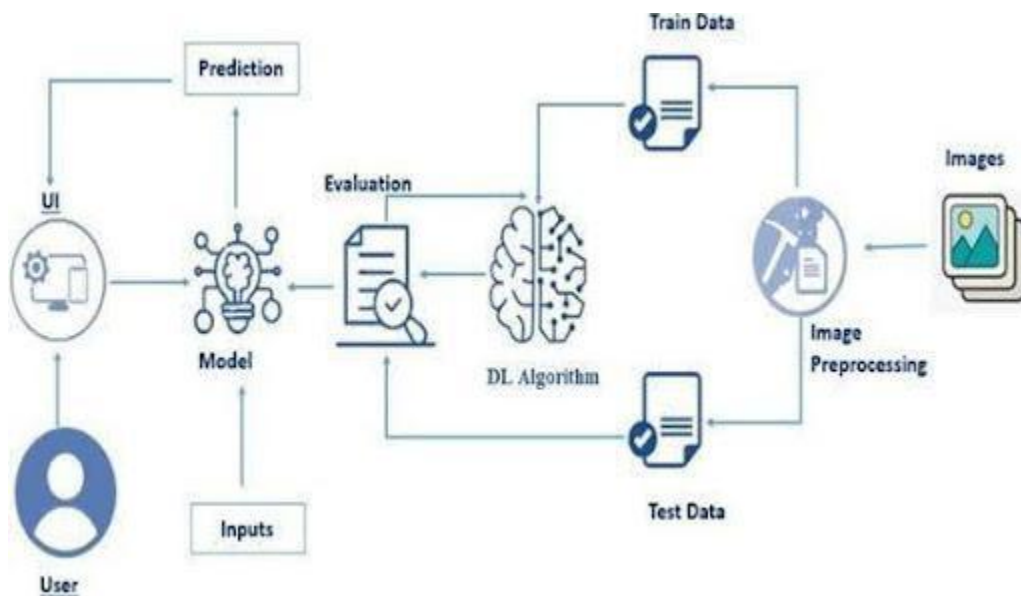 Train Data
Prediction
Images
Evaluation
UI
Image
Preprocessing
Model
DL Algorithm
Test Data
Inputs
User